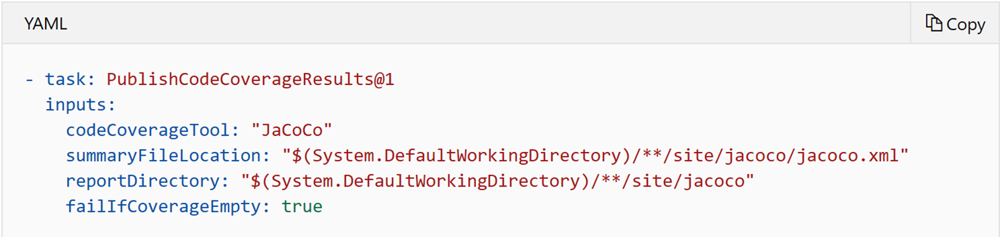 YAML
Copy
- task: PublishCodeCoverageResults@1
inputs:
codeCoverageTool: "JaCoCo"
summaryFileLocation: "$(System.DefaultWorkingDirectory)/**/site/jacoco/jacoco.xml"
reportDirectory: "$(System.DefaultWorkingDirectory)/**/site/jacoco"
failIfCoverageEmpty: true